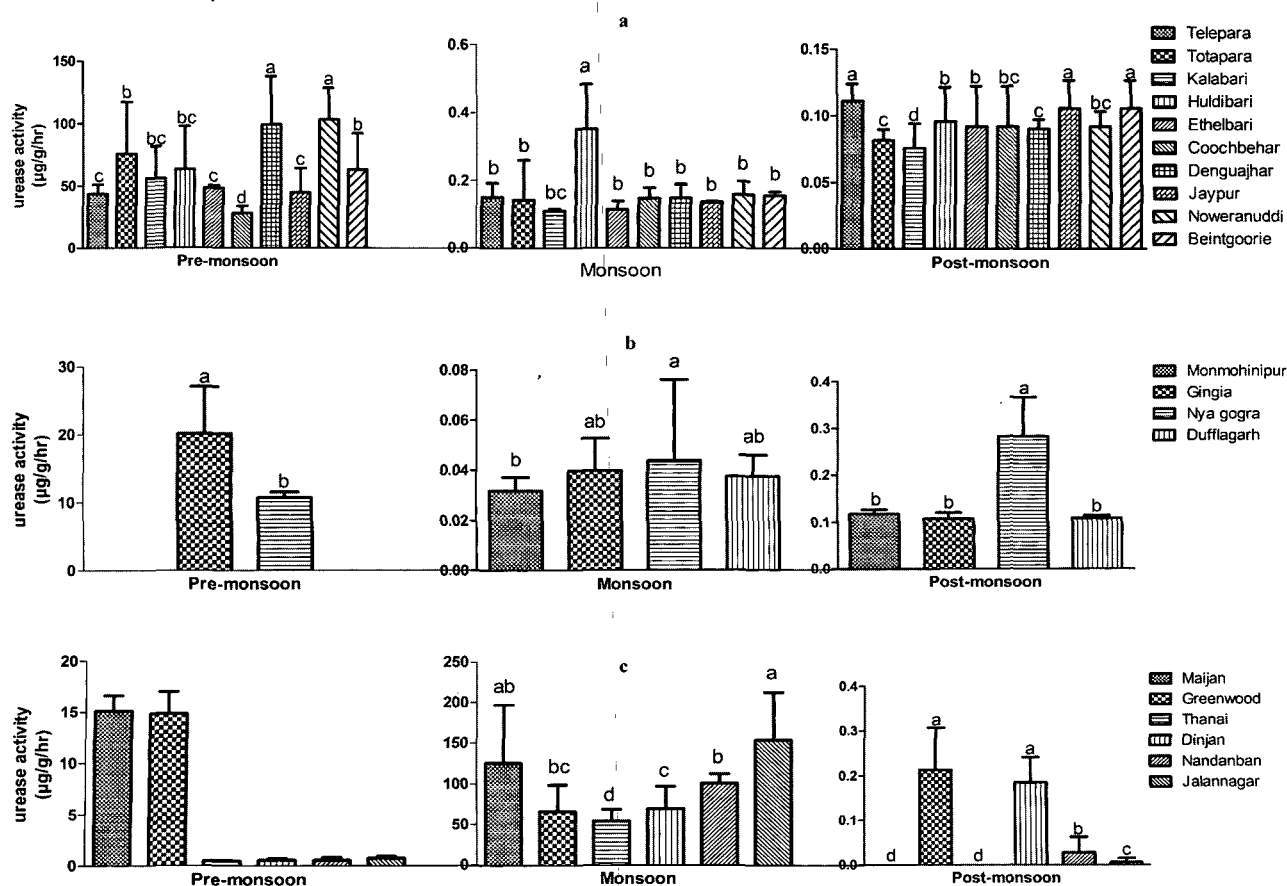 a
urease activity
(µg/g/hr)
150
100
50
0
c
b
bc
bc
c
d
a
c
a
b
Pre-monsoon
0.6
0.4
0.2
0.0
b
b
bc
a
b
b
b
b
b
b
Monsoon
0.15
0.10
0.05
0.00
a
c
d
b
b
bc
c
a
bc
a
Post-monsoon
Telepara
Totapara
Kalabari
Huldibari
Ethelbari
Coochbehar
Denguajhar
Jaypur
Noweranuddi
Beintgoorie
b
urease activity
(µg/g/hr)
30
20
10
0
a
b
Pre-monsoon
0.08
0.06
0.04
0.02
0.00
b
ab
a
ab
Monsoon
0.4
0.3
0.2
0.1
0.0
b
b
a
b
Post-monsoon
Monmohinipur
Gingia
Nya gogra
Dufflagarh
c
urease activity
(µg/g/hr)
20
15
10
5
0
Pre-monsoon
250
200
150
100
50
0
ab
bc
d
c
b
a
Monsoon
0.4
0.3
0.2
0.1
0.0
d
a
d
a
b
c
Post-monsoon
Maijan
Greenwood
Thanai
Dinjan
Nandanban
Jalannagar